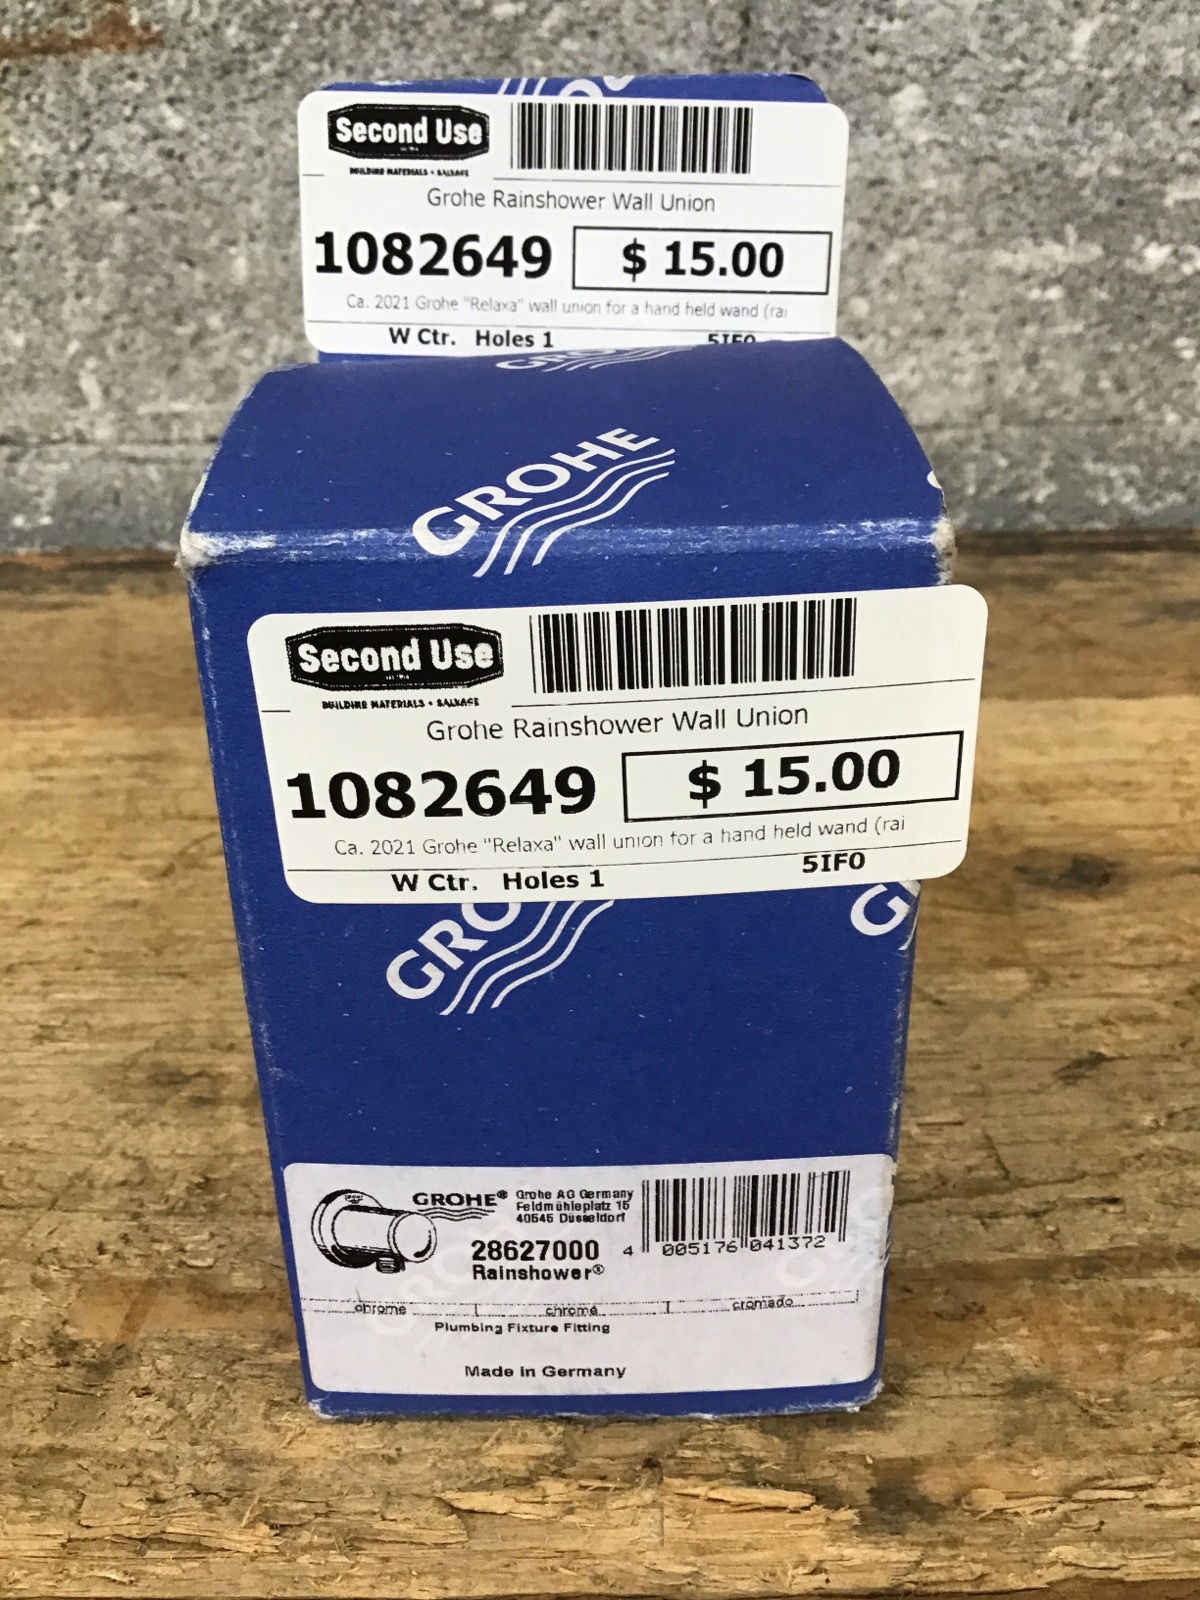 Second Use
BUILDING MATERIALS + SALVAGE
Grohe Rainshower Wall Union
1082649 $ 15.00
Ca. 2021 Grohe "Relaxa" wall union for a hand held wand (rai
W Ctr. Holes 1 5IF0
GROHE
Second Use
BUILDING MATERIALS + SALVAGE
Grohe Rainshower Wall Union
1082649 $ 15.00
Ca. 2021 Grohe "Relaxa" wall union for a hand held wand (rai
W Ctr. Holes 1 5IF0
GRO
G
GROHE® Grohe AG Germany
Feldmühleplatz 15
40545 Düsseldorf
28627000 4 005176 041372
Rainshower®
chrome chromé cromado
Plumbing Fixture Fitting
Made in Germany